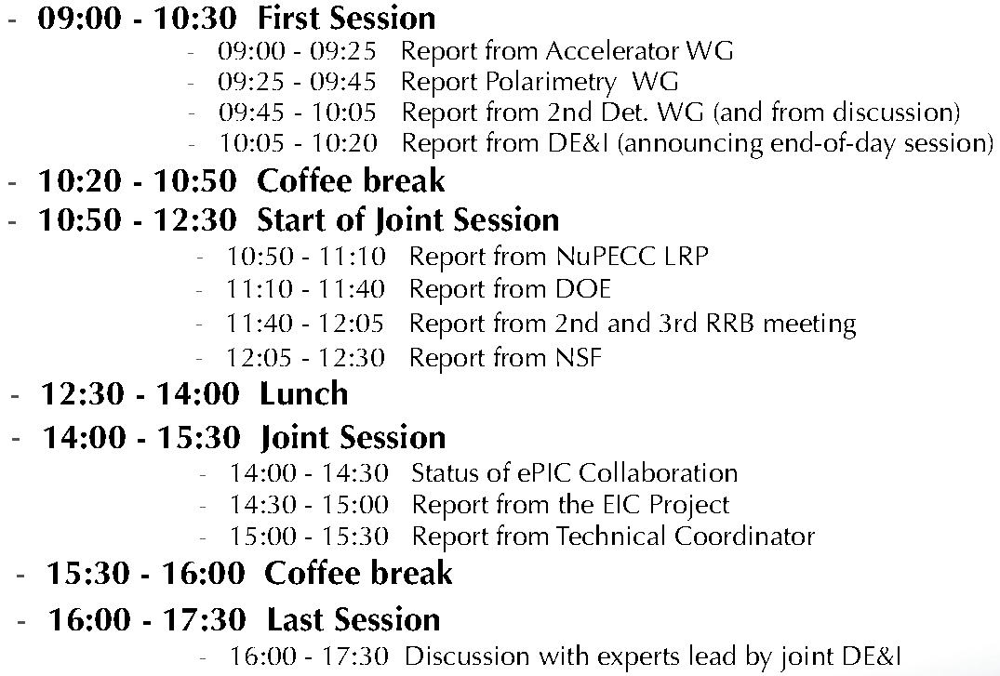 - 09:00 - 10:30 First Session
- 09:00 - 09:25 Report from Accelerator WG
- 09:25 - 09:45 Report Polarimetry WG
- 09:45 - 10:05 Report from 2nd Det. WG (and from discussion)
- 10:05 - 10:20 Report from DE&I (announcing end-of-day session)
- 10:20 - 10:50 Coffee break
- 10:50 - 12:30 Start of Joint Session
- 10:50 - 11:10 Report from NuPECC LRP
- 11:10 - 11:40 Report from DOE
- 11:40 - 12:05 Report from 2nd and 3rd RRB meeting
- 12:05 - 12:30 Report from NSF
- 12:30 - 14:00 Lunch
- 14:00 - 15:30 Joint Session
- 14:00 - 14:30 Status of ePIC Collaboration
- 14:30 - 15:00 Report from the EIC Project
- 15:00 - 15:30 Report from Technical Coordinator
- 15:30 - 16:00 Coffee break
- 16:00 - 17:30 Last Session
- 16:00 - 17:30 Discussion with experts lead by joint DE&I